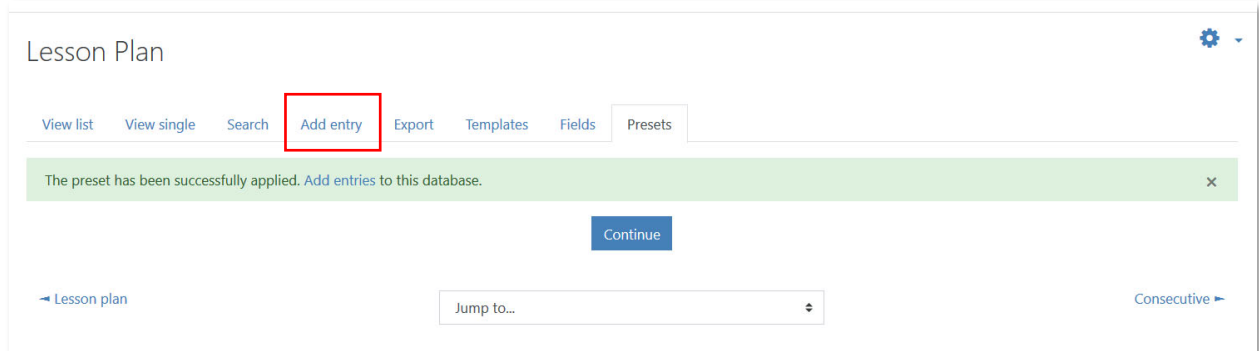 Lesson Plan
View list View single Search Add entry Export Templates Fields Presets
The preset has been successfully applied. Add entries to this database. ×
Continue
◄ Lesson plan Jump to... Consecutive ►